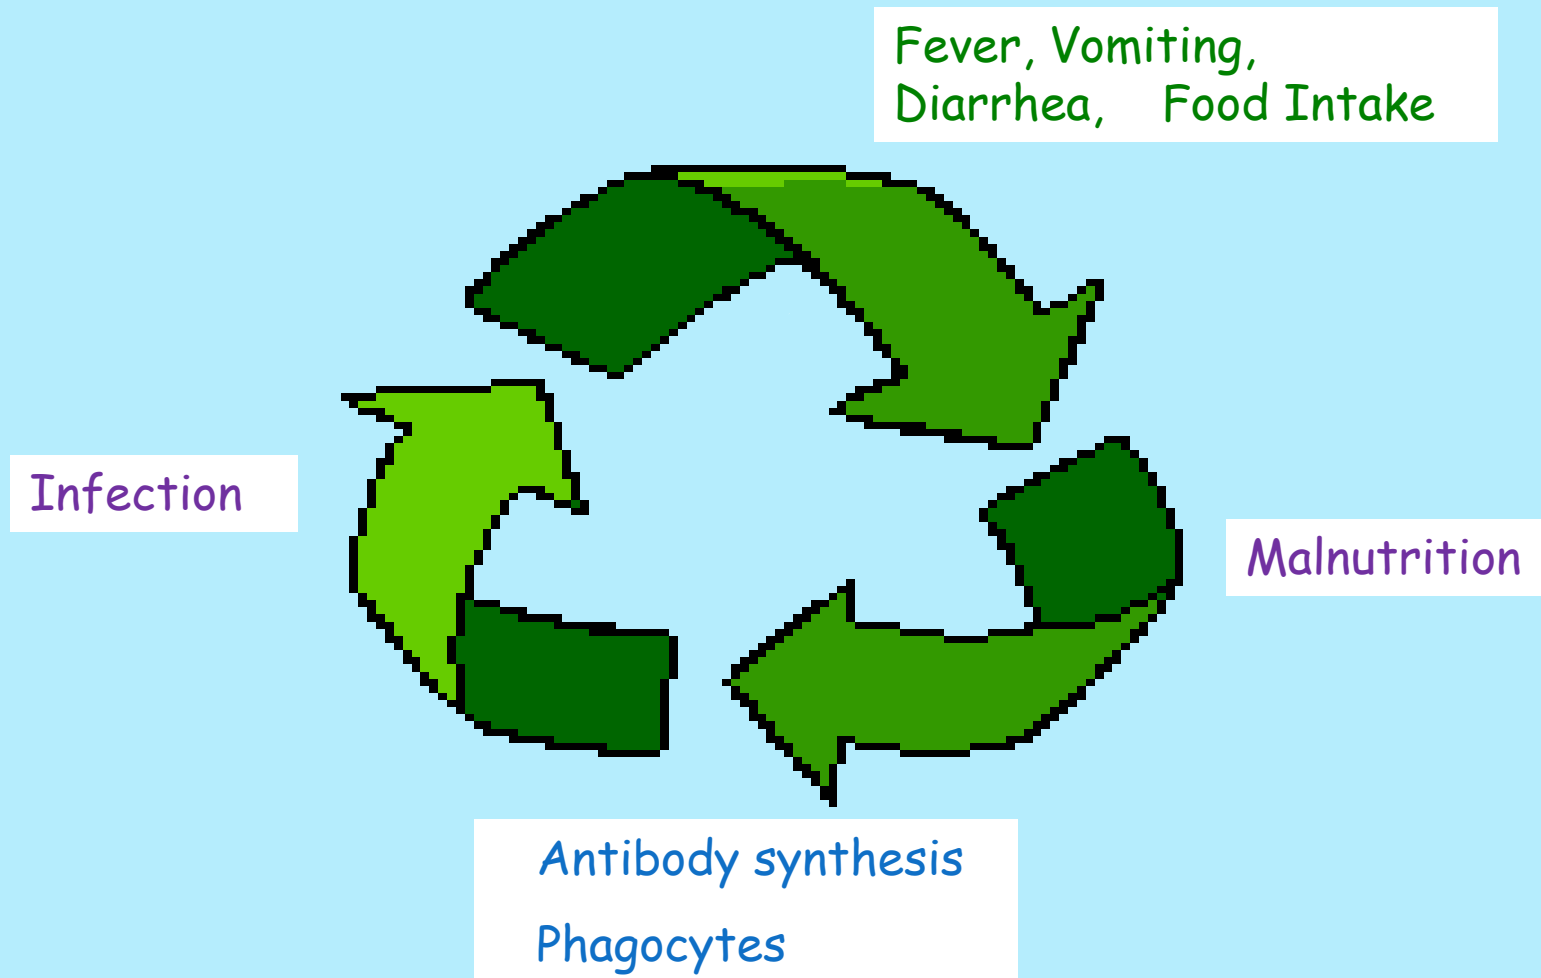 Fever, Vomiting,
Diarrhea, Food Intake
Infection
Malnutrition
Antibody synthesis
Phagocytes